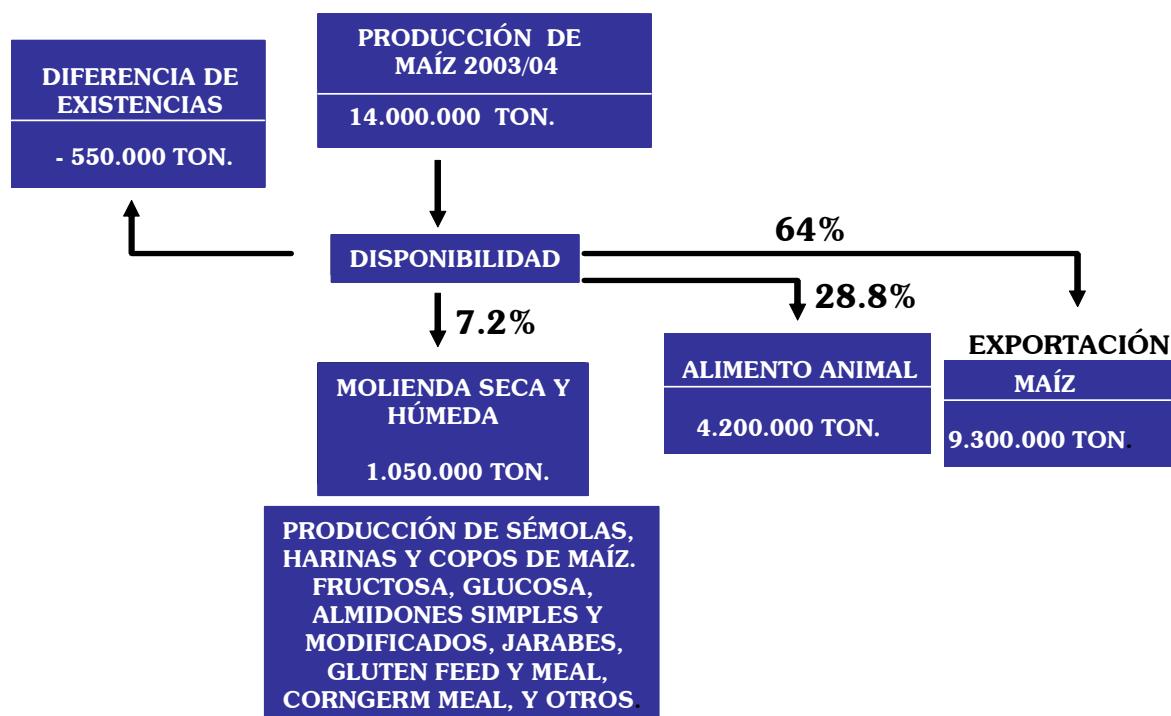 PRODUCCIÓN DE
MAÍZ 2003/04
14.000.000 TON.
DIFERENCIA DE
EXISTENCIAS
- 550.000 TON.
DISPONIBILIDAD
64%
28.8%
7.2%
MOLIENDA SECA Y
HÚMEDA
1.050.000 TON.
ALIMENTO ANIMAL
4.200.000 TON.
EXPORTACIÓN
MAÍZ
9.300.000 TON.
PRODUCCIÓN DE SÉMOLAS,
HARINAS Y COPOS DE MAÍZ.
FRUCTOSA, GLUCOSA,
ALMIDONES SIMPLES Y
MODIFICADOS, JARABES,
GLUTEN FEED Y MEAL,
CORNGERM MEAL, Y OTROS.